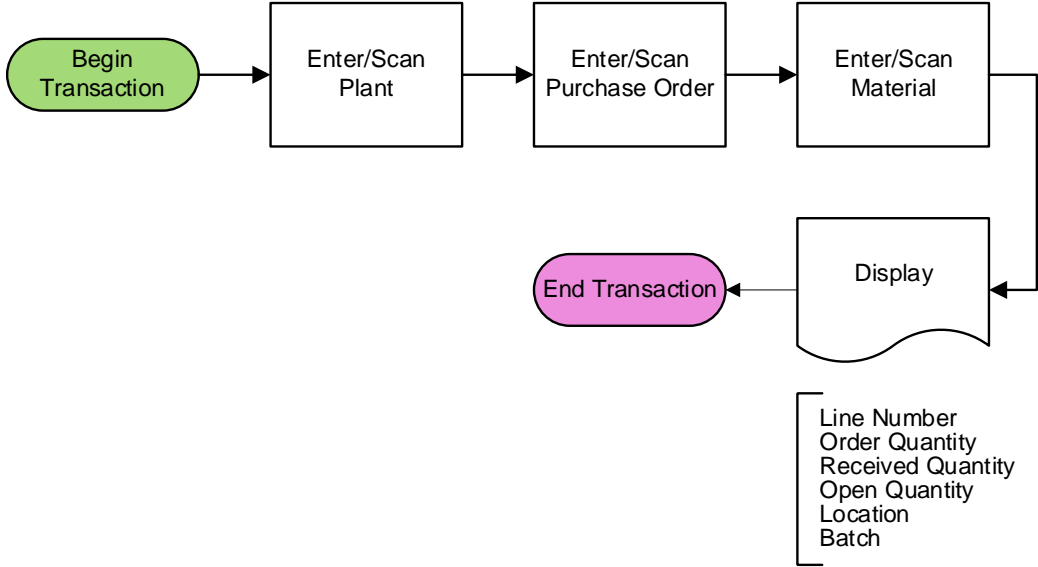 Begin
Transaction
Enter/Scan
Plant
Enter/Scan
Purchase Order
Enter/Scan
Material
Display
End Transaction
Line Number
Order Quantity
Received Quantity
Open Quantity
Location
Batch